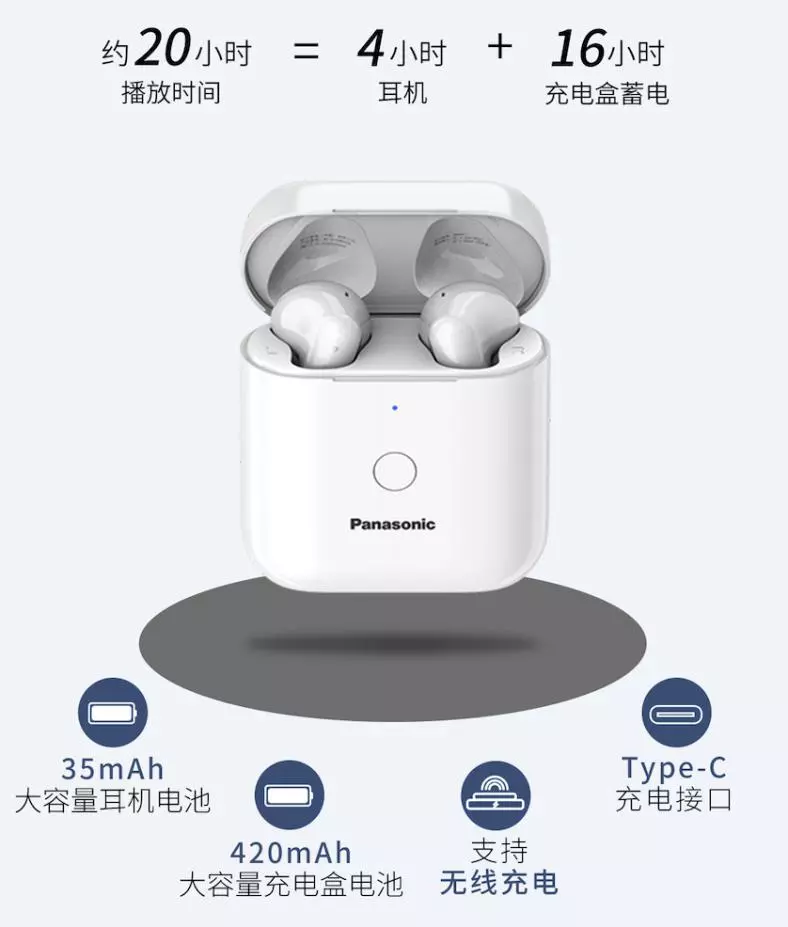 约20小时 = 4小时 + 16小时
播放时间 耳机 充电盒蓄电
L R
Panasonic
35mAh
大容量耳机电池
420mAh
大容量充电盒电池
支持
无线充电
Type-C
充电接口